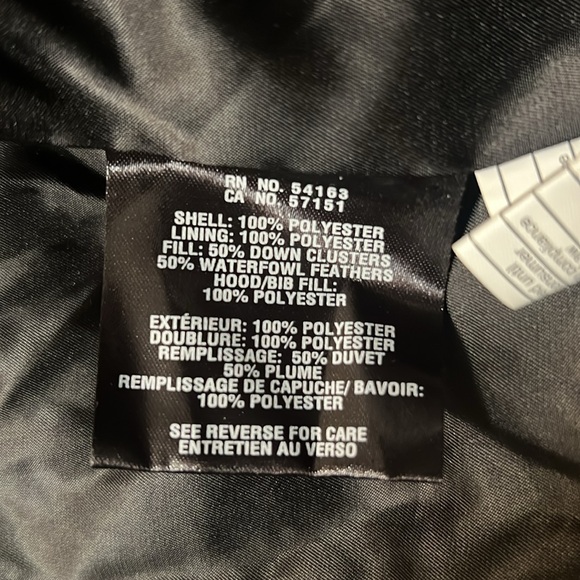 RN NO. 54163
CA NO. 57151
SHELL: 100% POLYESTER
LINING: 100% POLYESTER
FILL: 50% DOWN CLUSTERS
50% WATERFOWL FEATHERS
HOOD/BIB FILL:
100% POLYESTER
EXTÉRIEUR: 100% POLYESTER
DOUBLURE: 100% POLYESTER
REMPLISSAGE: 50% DUVET
50% PLUME
REMPLISSAGE DE CAPUCHE/ BAVOIR:
100% POLYESTER
SEE REVERSE FOR CARE
ENTRETIEN AU VERSO